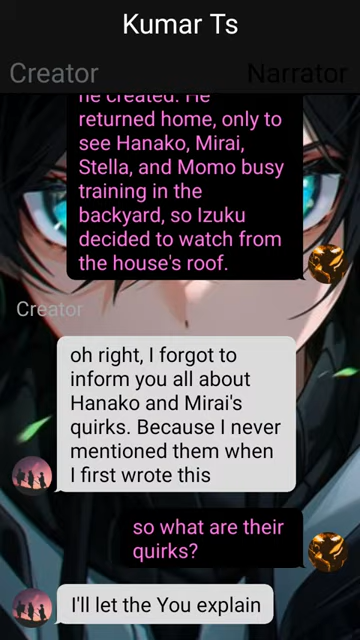 Kumar Ts
Creator
Narrator
he created. He
returned home, only to
see Hanako, Mirai,
Stella, and Momo busy
training in the
backyard, so Izuku
decided to watch from
the house's roof.
Creator
oh right, I forgot to
inform you all about
Hanako and Mirai's
quirks. Because I never
mentioned them when
I first wrote this
so what are their
quirks?
I'll let the You explain